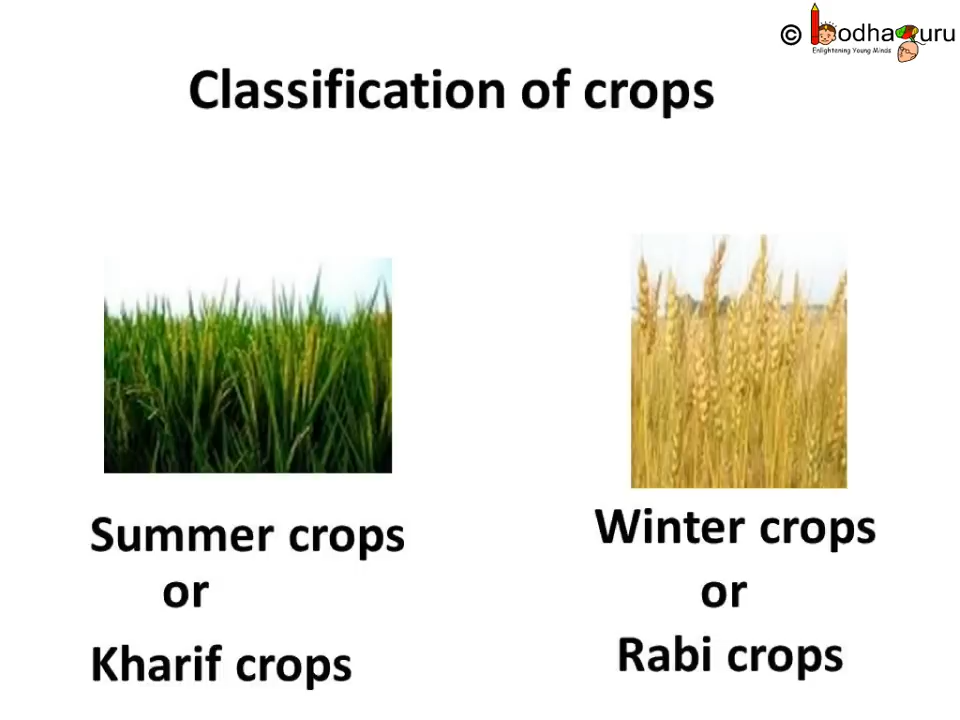 © BodhaGuru
Enlightening Young Minds
Classification of crops
Summer crops
or
Kharif crops
Winter crops
or
Rabi crops